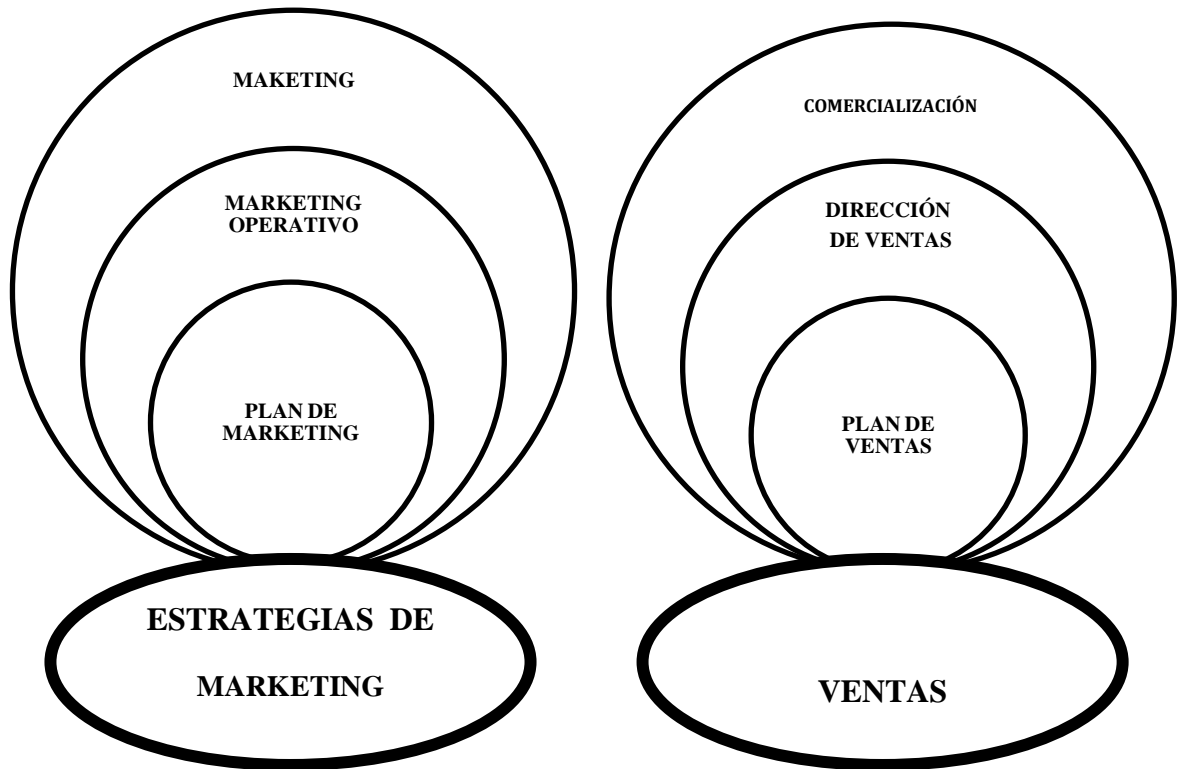 MAKETING
MARKETING
OPERATIVO
PLAN DE
MARKETING
ESTRATEGIAS DE
MARKETING
COMERCIALIZACIÓN
DIRECCIÓN
DE VENTAS
PLAN DE
VENTAS
VENTAS